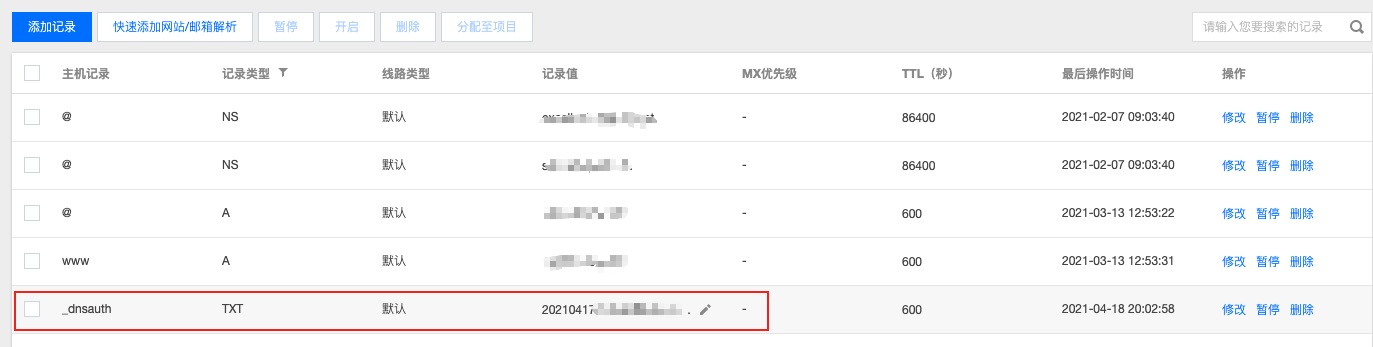 添加记录 快速添加网站/邮箱解析 暂停 开启 删除 分配至项目 请输入您要搜索的记录
主机记录 记录类型 线路类型 记录值 MX优先级 TTL（秒） 最后操作时间 操作
@ NS 默认 - 86400 2021-02-07 09:03:40 修改 暂停 删除
@ NS 默认 - 86400 2021-02-07 09:03:40 修改 暂停 删除
@ A 默认 - 600 2021-03-13 12:53:22 修改 暂停 删除
www A 默认 - 600 2021-03-13 12:53:31 修改 暂停 删除
_dnsauth TXT 默认 20210417 . - 600 2021-04-18 20:02:58 修改 暂停 删除